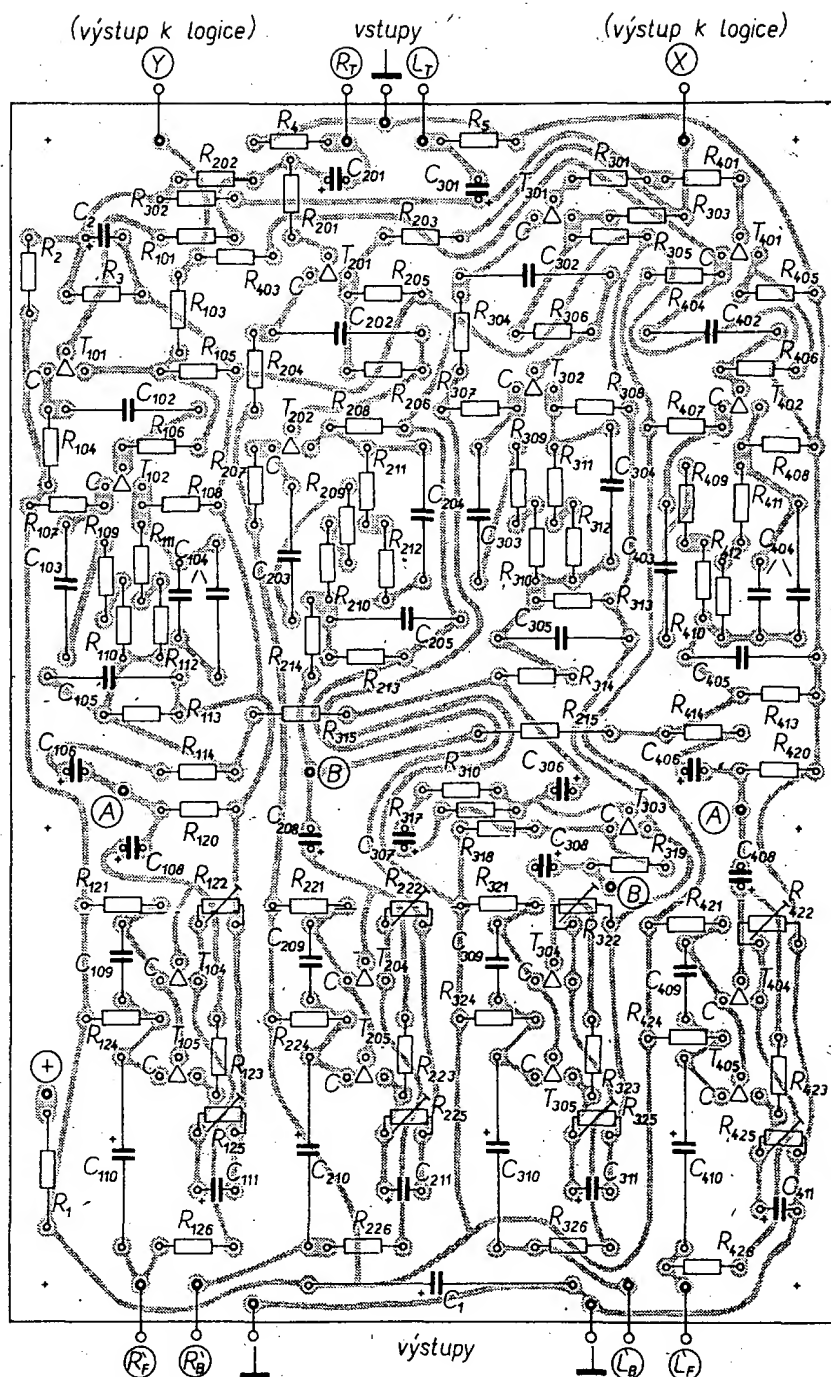 (výstup k logice) vstupy (výstup k logice)
Y R_T L_T X
R4 R5
R202 C201 R301 R401
R302 C301 T301
C2 R201 R203 C R303
R2 R101 T201 R305 T401
R3 R403 C C302 C
R103 R205 R404 R405
C202 R304 R306 C402
T101 R105 R204
C R206 R307 C T302 R308 R406
C102 T202 R208 R407 C T402
R104 R106 C R309
R207 R209 R211 R311 C304 R409 R408
C T102 C204 R411
R107 R109 R108 R212 C303 R312 R412
C103 R111 C104 C203 R310 C403 C404
R210 R313
R110 R112 R214 C205 C305 R410
C105 R213 R314 C405
R113 R315 R215 R414 R413
C106 R114 B R310 C306 C406 R420
A T303 A
R120 C208 R317 C
C108 C307 R318 C308 R319 C408
R121 R122 R221 R222 R321 B R421 R422
C109 C209 C309 R322
T104 T204 T304 C409 T404
C C R324 C C
R124 T105 R224 T205 R424 T405
+ C R123 C R223 C T305 R323 C R423
R125 R225 R325 R425
C110 C111 C210 C211 C310 C311 C410 C411
R1
R126 R226 R326 R426
C1
R_F R_B výstupy L_B L_F